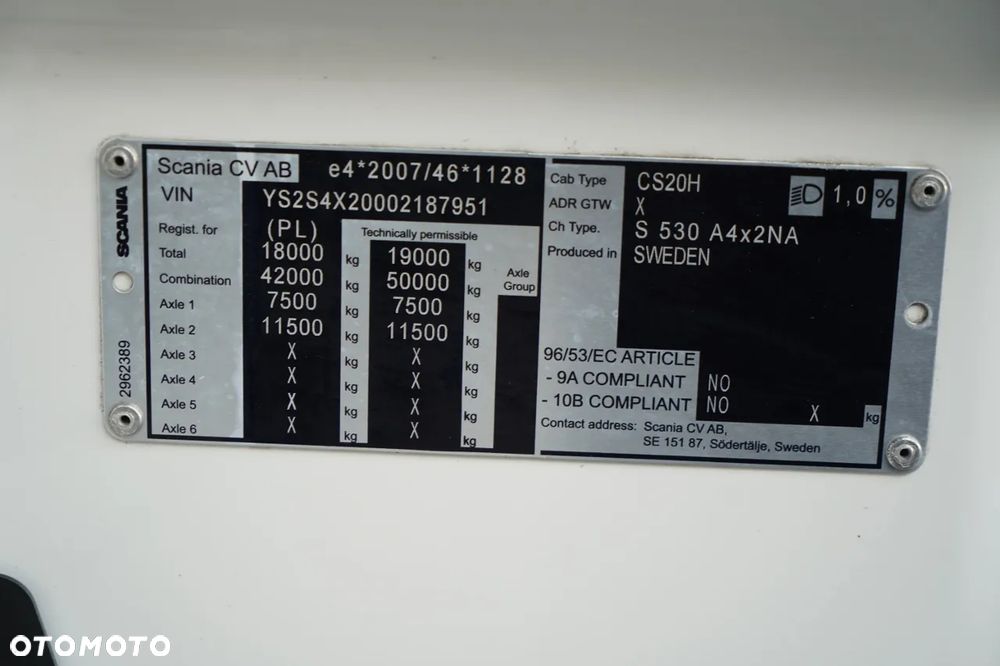 SCANIA
2962389
Scania CV AB e4*2007/46*1128
VIN YS2S4X20002187951
Regist. for (PL) Technically permissible
Total 18000 kg 19000 kg
Combination 42000 kg 50000 kg Axle Group
Axle 1 7500 kg 7500 kg
Axle 2 11500 kg 11500 kg
Axle 3 X kg X kg
Axle 4 X kg X kg
Axle 5 X kg X kg
Axle 6 X kg X kg
Cab Type CS20H 1,0 %
ADR GTW X
Ch Type. S 530 A4x2NA
Produced in SWEDEN
96/53/EC ARTICLE
- 9A COMPLIANT NO
- 10B COMPLIANT NO X kg
Contact address: Scania CV AB,
SE 151 87, Södertälje, Sweden
OTOMOTO